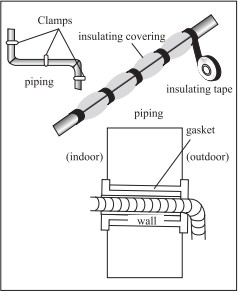 Clamps
insulating covering
piping
insulating tape
piping
gasket
(indoor)
(outdoor)
wall